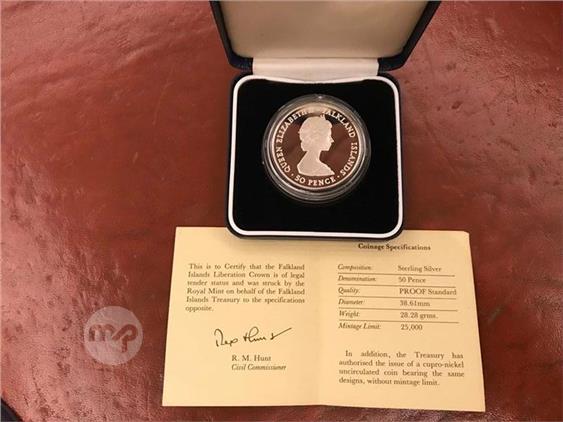 QUEEN ELIZABETH II FALKLAND ISLANDS
· 50 PENCE ·
This is to Certify that the Falkland
Islands Liberation Crown is of legal
tender status and was struck by the
Royal Mint on behalf of the Falkland
Islands Treasury to the specifications
opposite.
Rex Hunt
R. M. Hunt
Civil Commissioner
Coinage Specifications
Composition: Sterling Silver
Denomination: 50 Pence
Quality: PROOF Standard
Diameter: 38.61mm
Weight: 28.28 grms.
Mintage Limit: 25,000
In addition, the Treasury has
authorised the issue of a cupro-nickel
uncirculated coin bearing the same
designs, without mintage limit.
mp